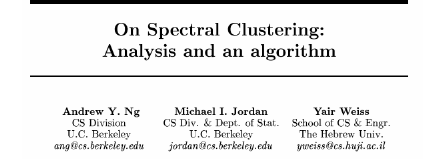 On Spectral Clustering:
Analysis and an algorithm
Andrew Y. Ng
CS Division
U.C. Berkeley
ang@cs.berkeley.edu
Michael I. Jordan
CS Div. & Dept. of Stat.
U.C. Berkeley
jordan@cs.berkeley.edu
Yair Weiss
School of CS & Engr.
The Hebrew Univ.
yweiss@cs.huji.ac.il